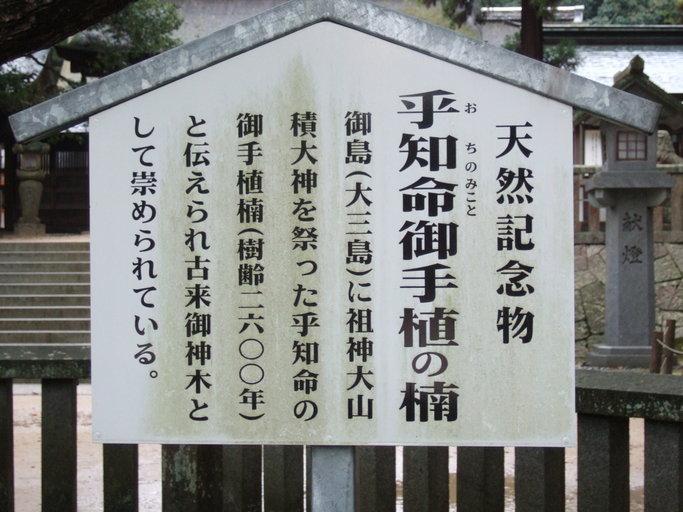 天然記念物
乎知命御手植の楠
お ちのみこと
御島(大三島)に祖神大山
積大神を祭った乎知命の
御手植楠(樹齢二六〇〇年)
と伝えられ古来御神木と
して崇められている。
献燈